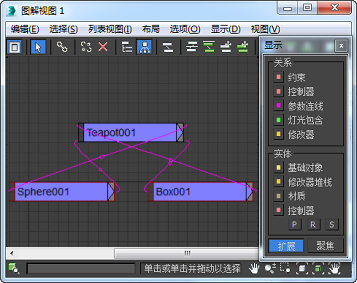 图解视图 1
编辑(E) 选择(S) 列表视图(I) 布局 选项(O) 显示(D) 视图(V)
显示
关系
约束
控制器
参数连线
灯光包含
修改器
实体
基础对象
修改器堆栈
材质
控制器
P R S
扩展 聚焦
Teapot001
Sphere001 Box001
单击或单击并拖动以选择